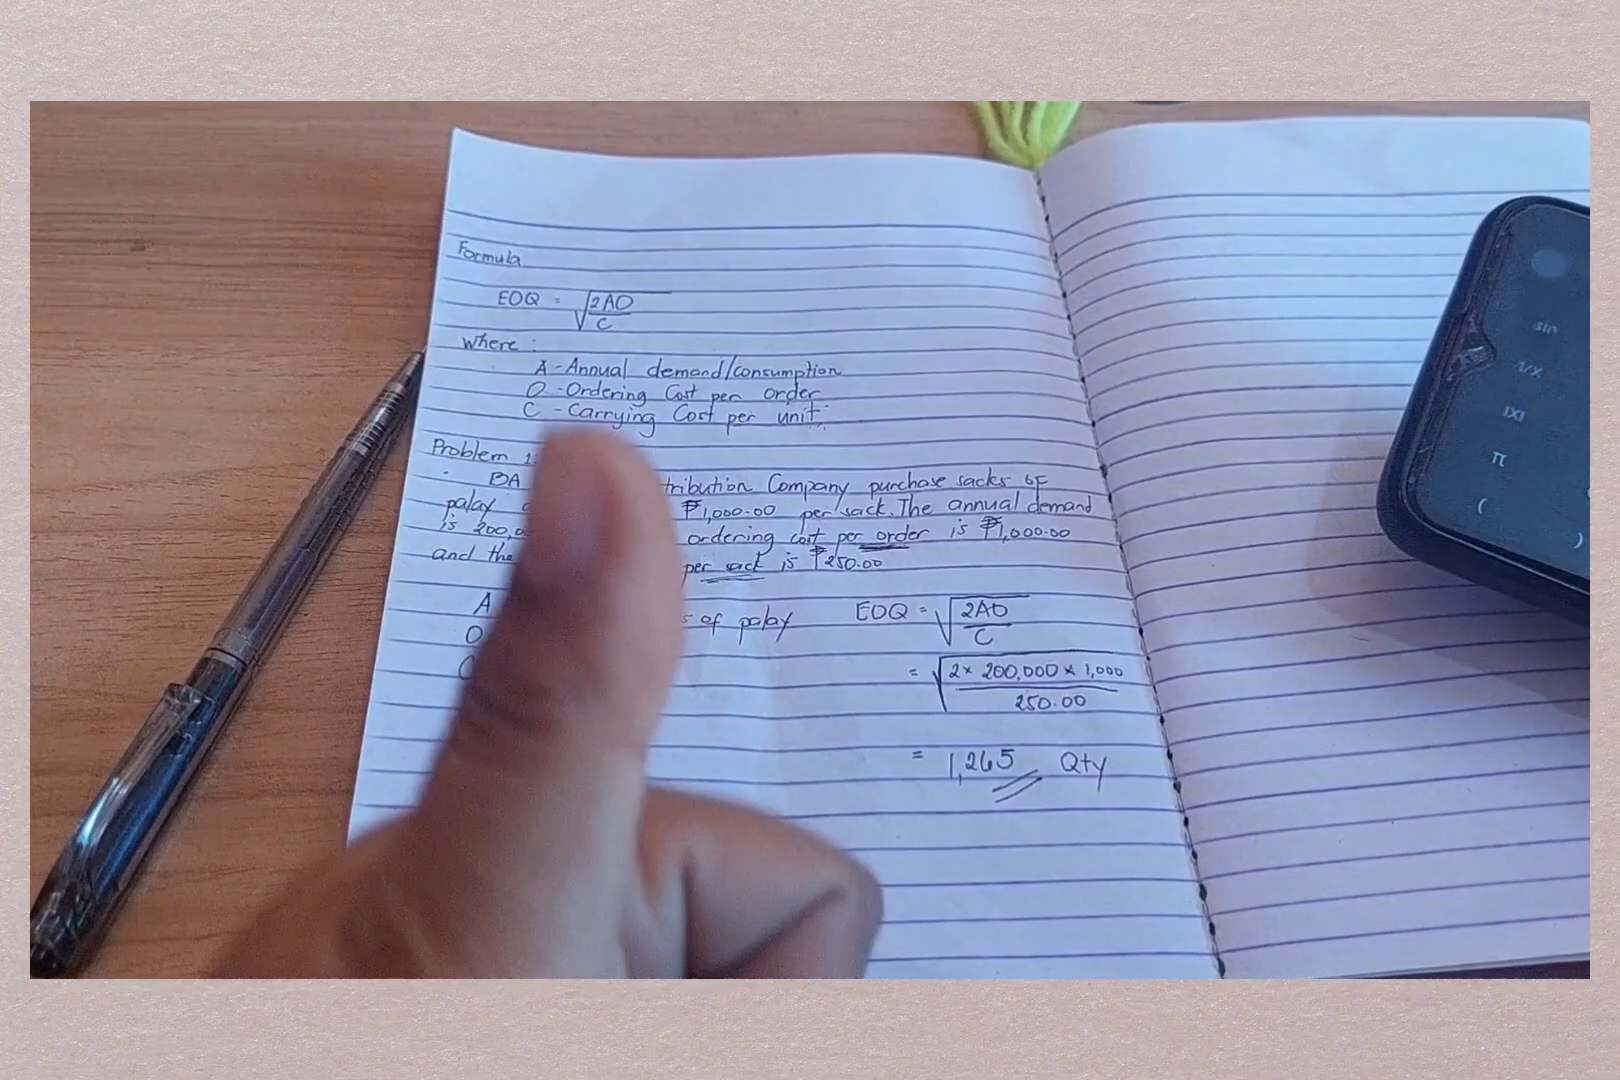 Formula
EOQ = √2AO
C
where :
A - Annual demand/consumption
O - Ordering Cost per order
C - Carrying Cost per unit
Problem 1
BA tribution Company purchase sacks of
palay ₱1,000.00 per sack. The annual demand
is 200,0 ordering cost per order is ₱1,000.00
and the per sack is ₱250.00
A s of palay
O
C
EOQ = √2AO
C
= √2 x 200,000 x 1,000
250.00
= 1,265 Qty
sin
1/X
|X|
π
(
)